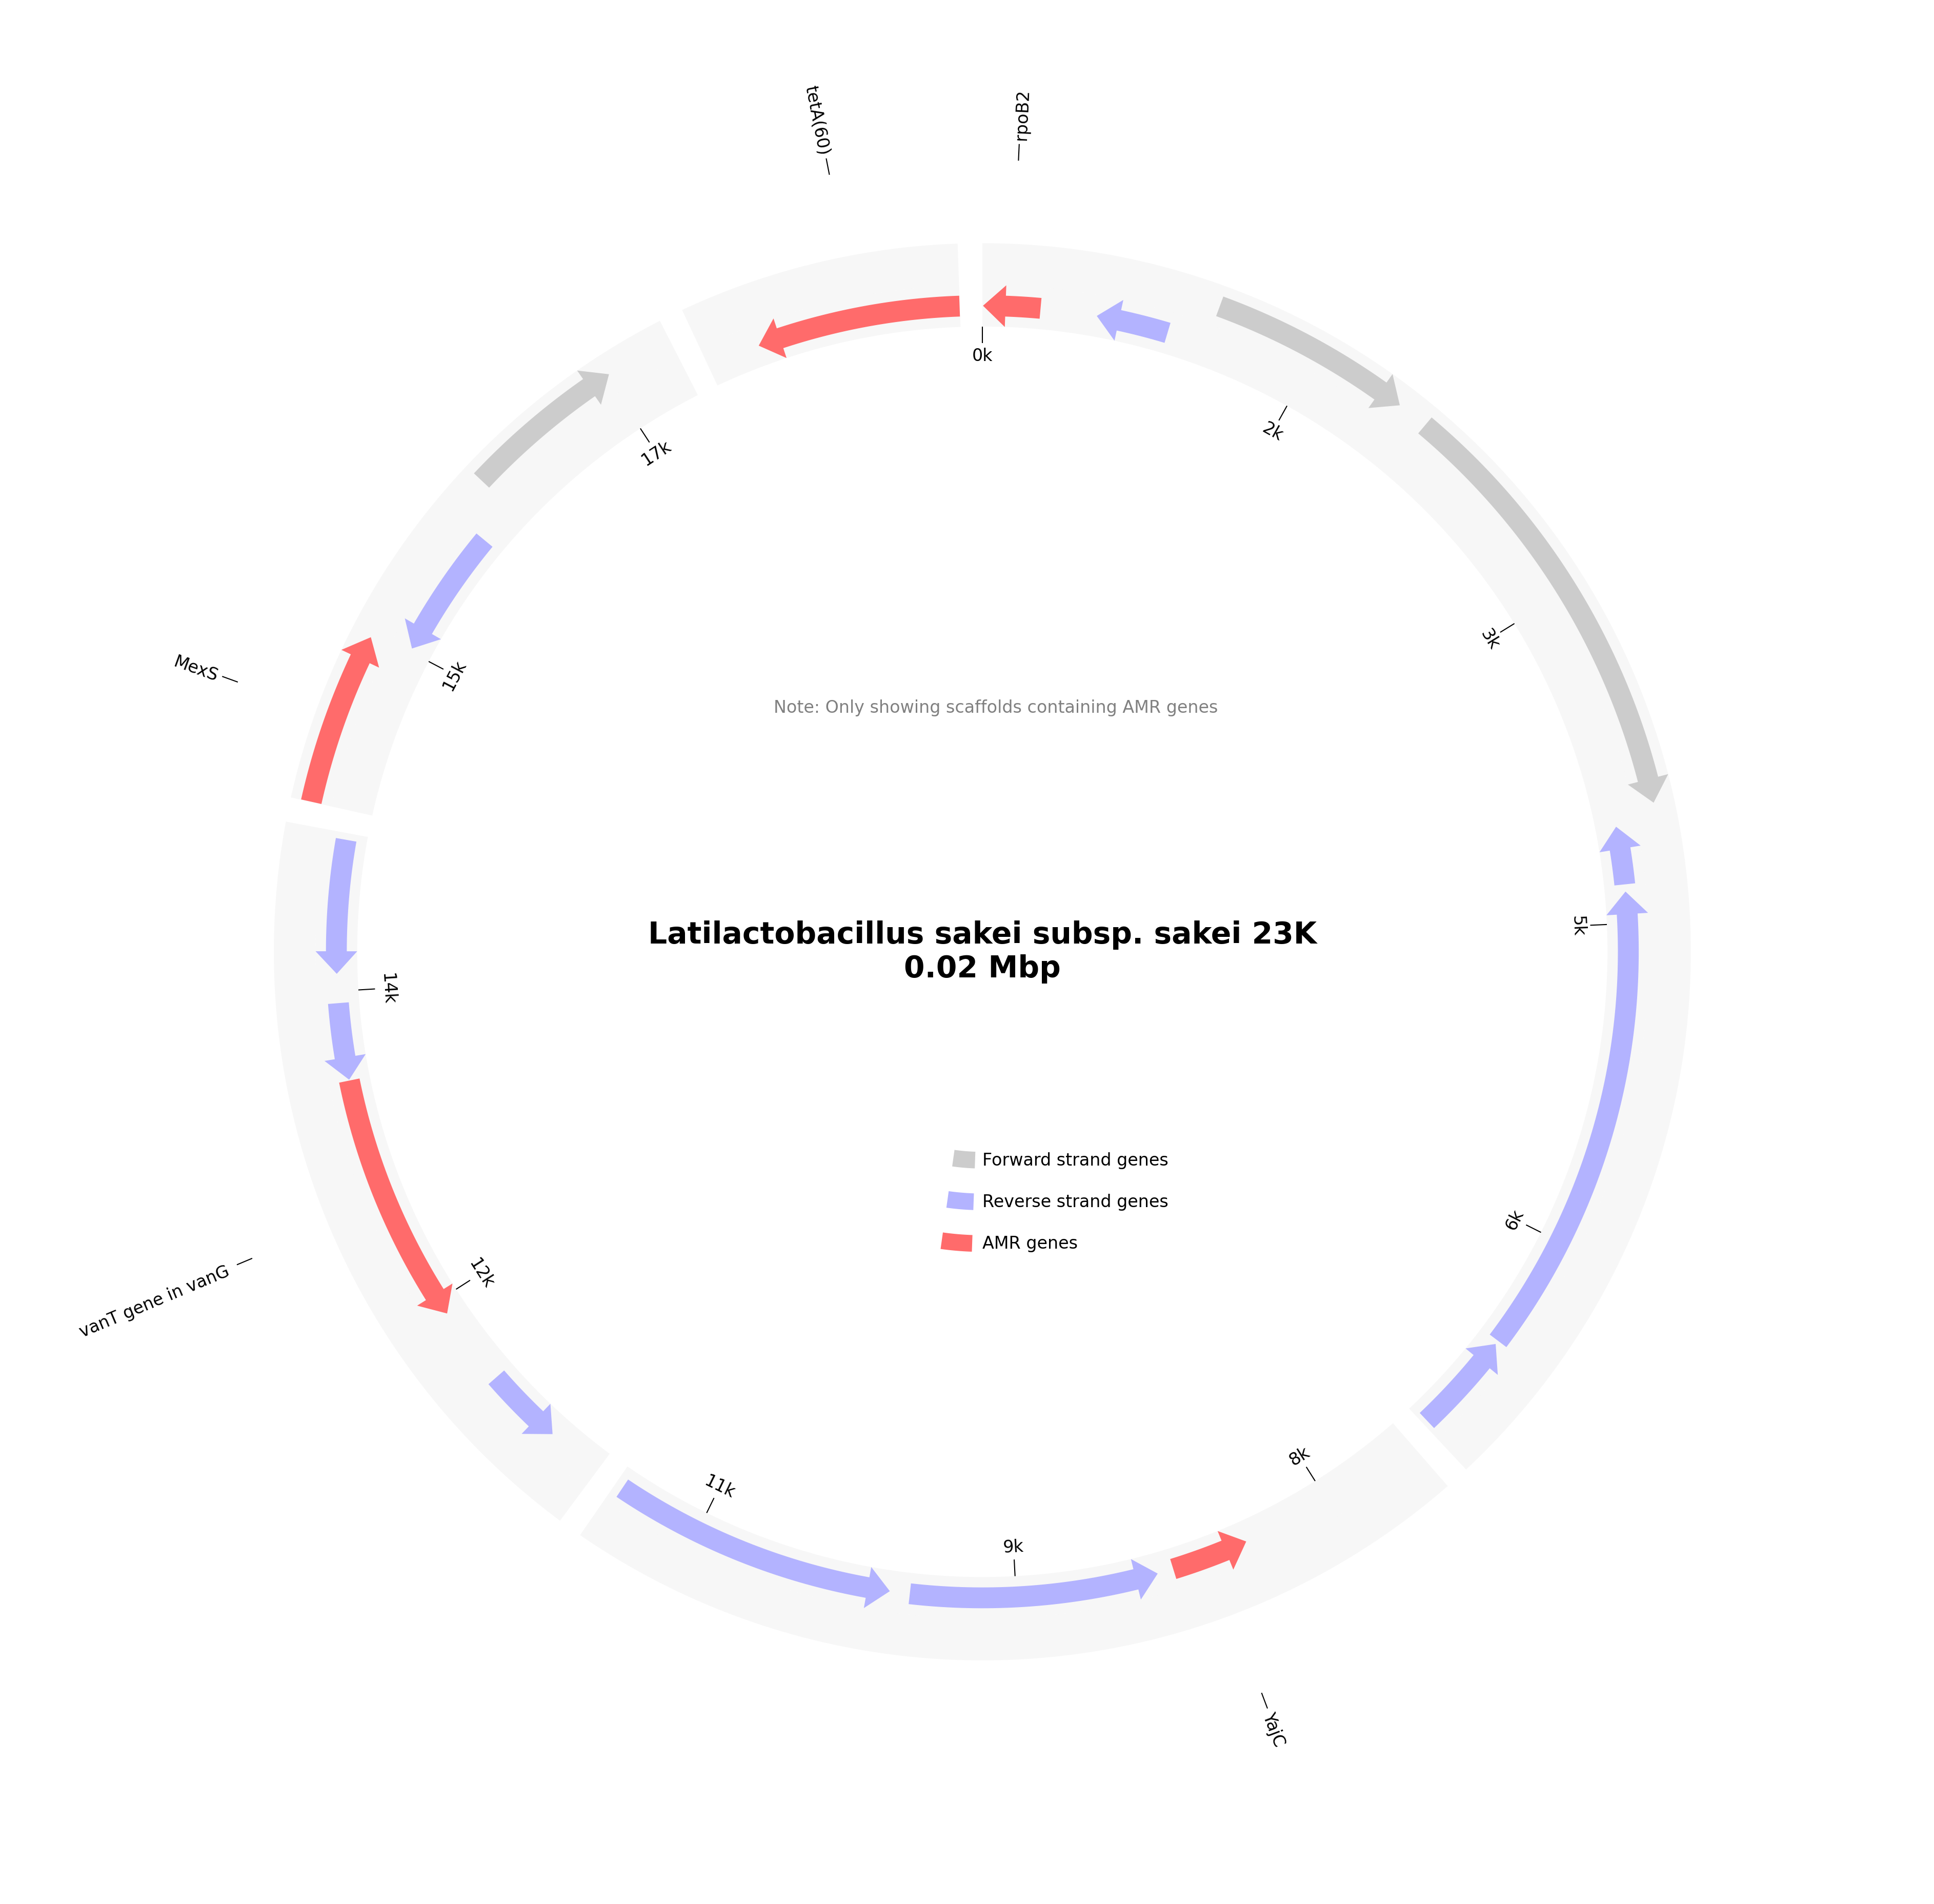 tetA(60)
rpoB2
0k
2k
17k
3k
MexS
15k
Note: Only showing scaffolds containing AMR genes
5k
Latilactobacillus sakei subsp. sakei 23K
0.02 Mbp
14k
Forward strand genes
Reverse strand genes
AMR genes
6k
12k
vanT gene in vanG
8k
11k
9k
YajC